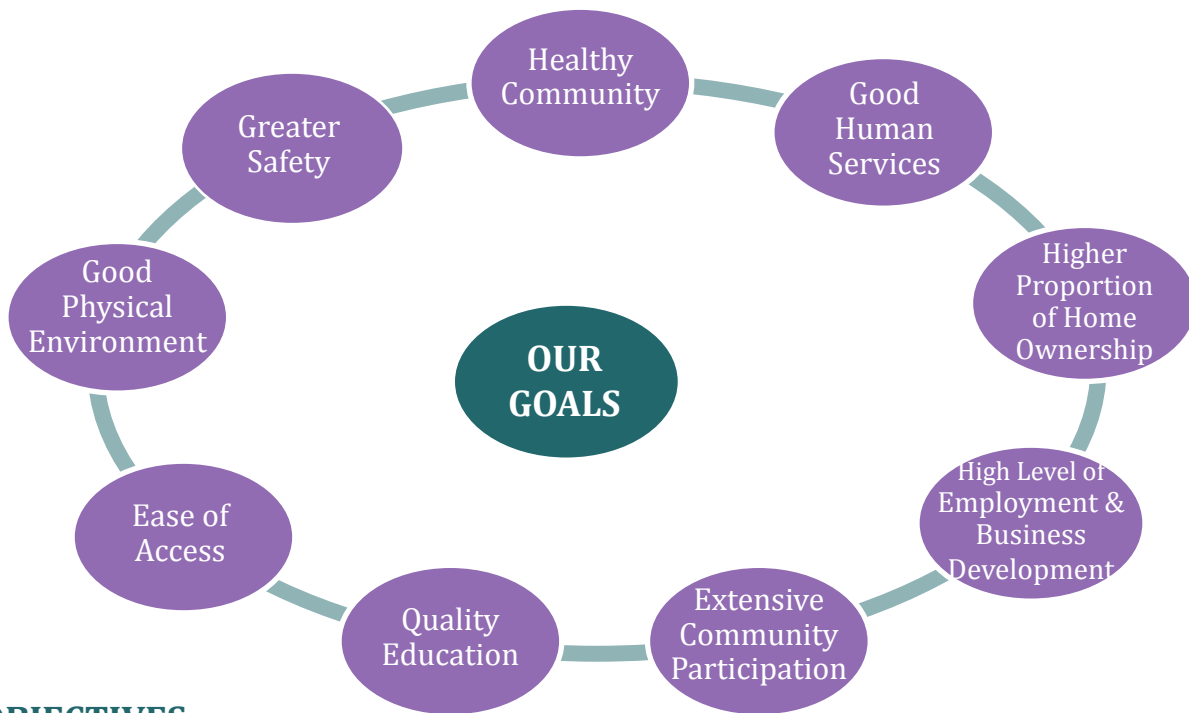 Healthy
Community
Good
Human
Services
Higher
Proportion
of Home
Ownership
High Level of
Employment &
Business
Development
Extensive
Community
Participation
Quality
Education
Ease of
Access
Good
Physical
Environment
Greater
Safety
OUR
GOALS
OBJECTIVES